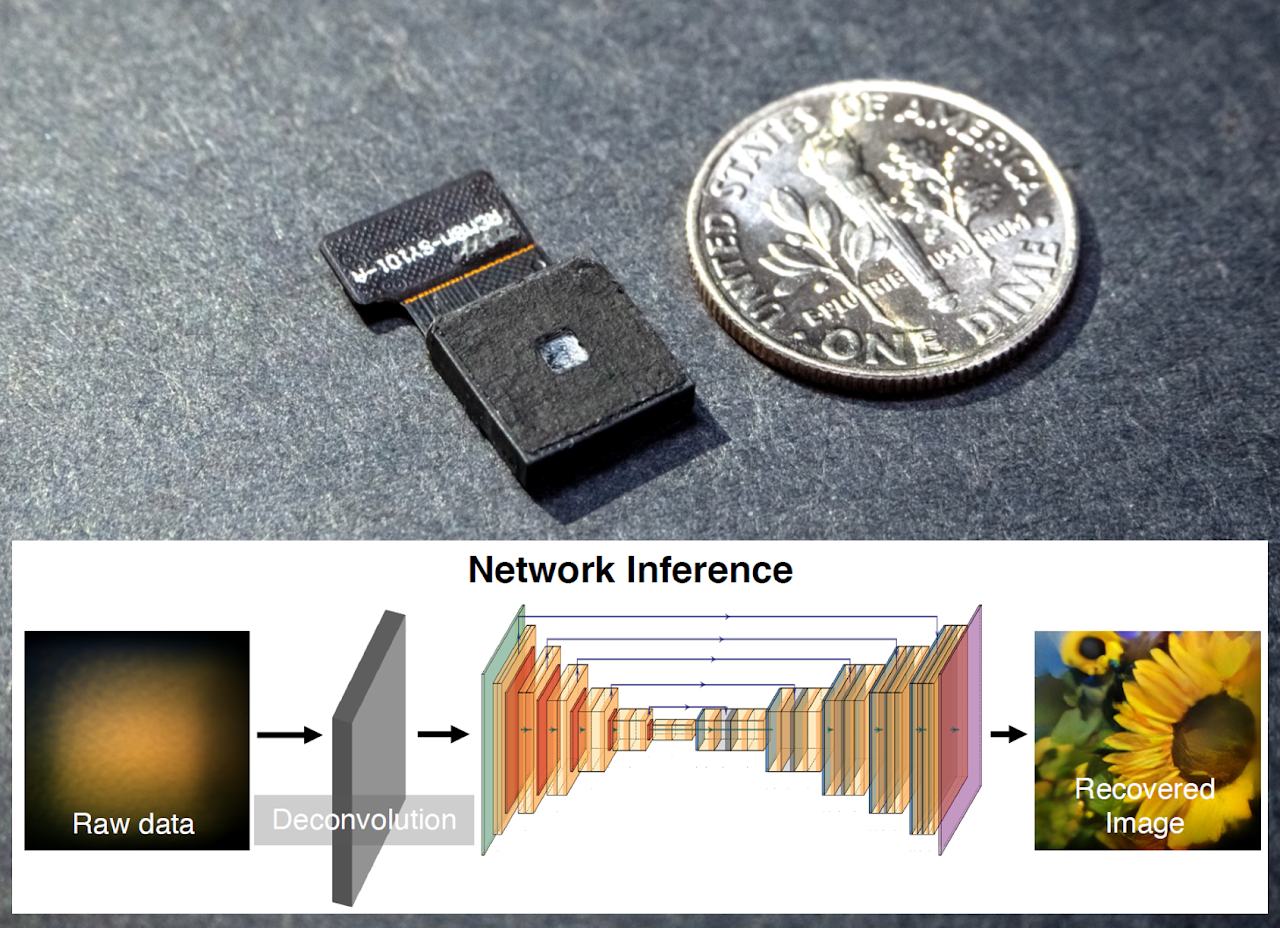 UNITED STATES OF AMERICA
E PLURIBUS UNUM
ONE DIME
Network Inference
Raw data
Deconvolution
Recovered
Image